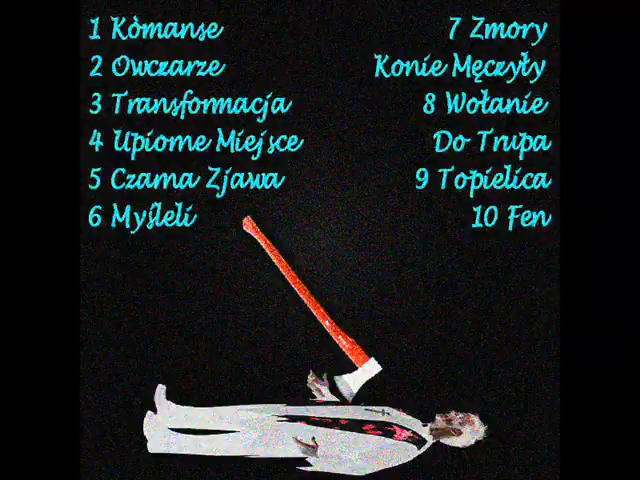 1 Kòmanse
2 Owczarze
3 Transformacja
4 Upiorne Miejsce
5 Czarna Zjawa
6 Myśleli
7 Zmory
Konie Męczyły
8 Wołanie
Do Trupa
9 Topielica
10 Fen